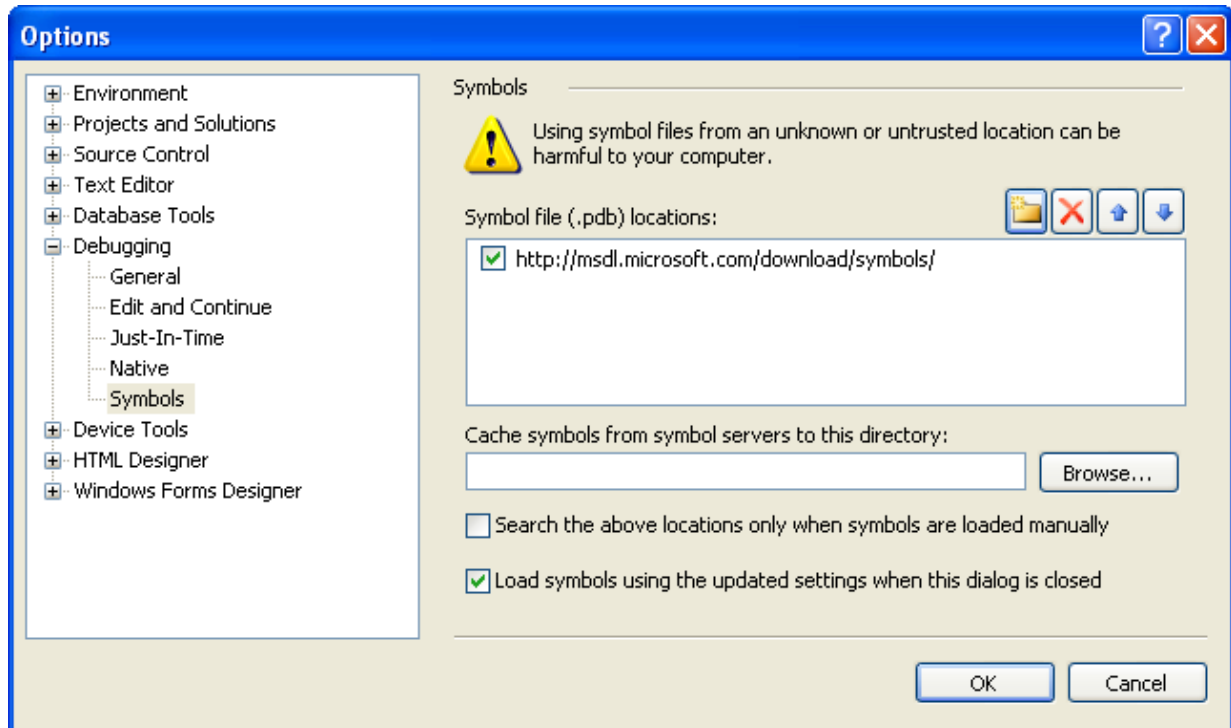 Options
Environment
Projects and Solutions
Source Control
Text Editor
Database Tools
Debugging
General
Edit and Continue
Just-In-Time
Native
Symbols
Device Tools
HTML Designer
Windows Forms Designer
Symbols
Using symbol files from an unknown or untrusted location can be
harmful to your computer.
Symbol file (.pdb) locations:
http://msdl.microsoft.com/download/symbols/
Cache symbols from symbol servers to this directory:
Browse...
Search the above locations only when symbols are loaded manually
Load symbols using the updated settings when this dialog is closed
OK
Cancel